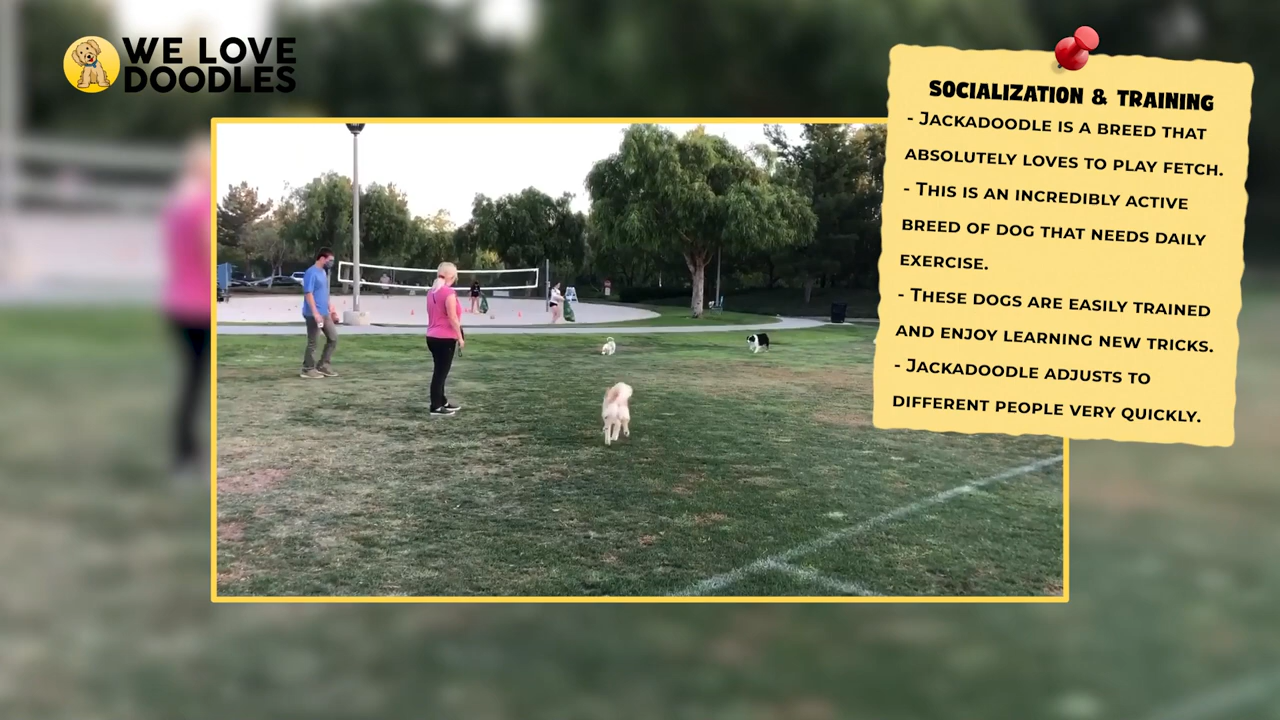 WE LOVE
DOODLES
SOCIALIZATION & TRAINING
- JACKADOODLE IS A BREED THAT
ABSOLUTELY LOVES TO PLAY FETCH.
- THIS IS AN INCREDIBLY ACTIVE
BREED OF DOG THAT NEEDS DAILY
EXERCISE.
- THESE DOGS ARE EASILY TRAINED
AND ENJOY LEARNING NEW TRICKS.
- JACKADOODLE ADJUSTS TO
DIFFERENT PEOPLE VERY QUICKLY.